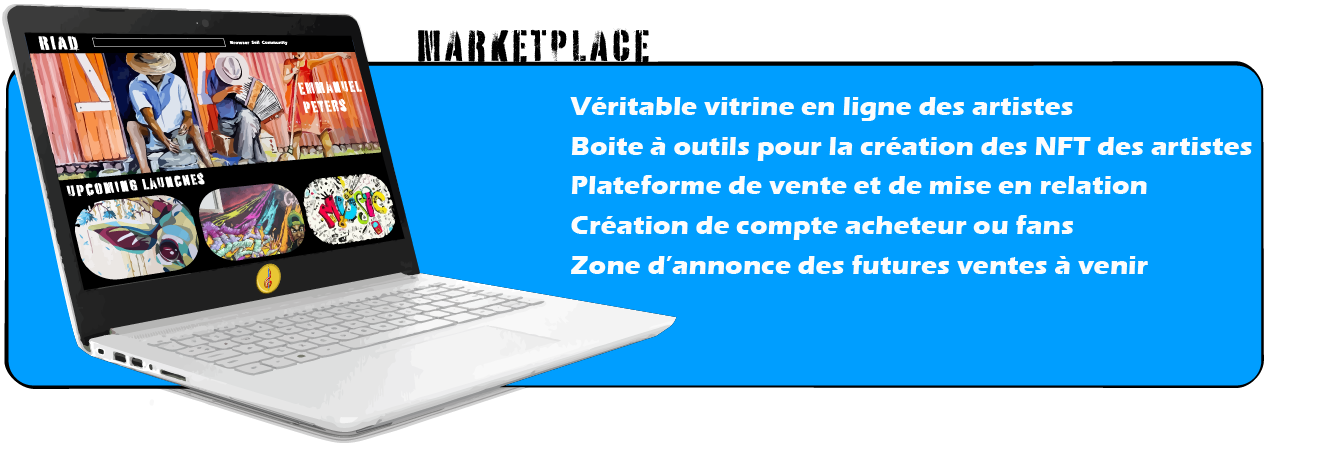 MARKETPLACE
RIAD
Browser Sell Community
EMMANUEL
PETERS
UPCOMING LAUNCHES
MUSIC
Véritable vitrine en ligne des artistes
Boite à outils pour la création des NFT des artistes
Plateforme de vente et de mise en relation
Création de compte acheteur ou fans
Zone d’annonce des futures ventes à venir